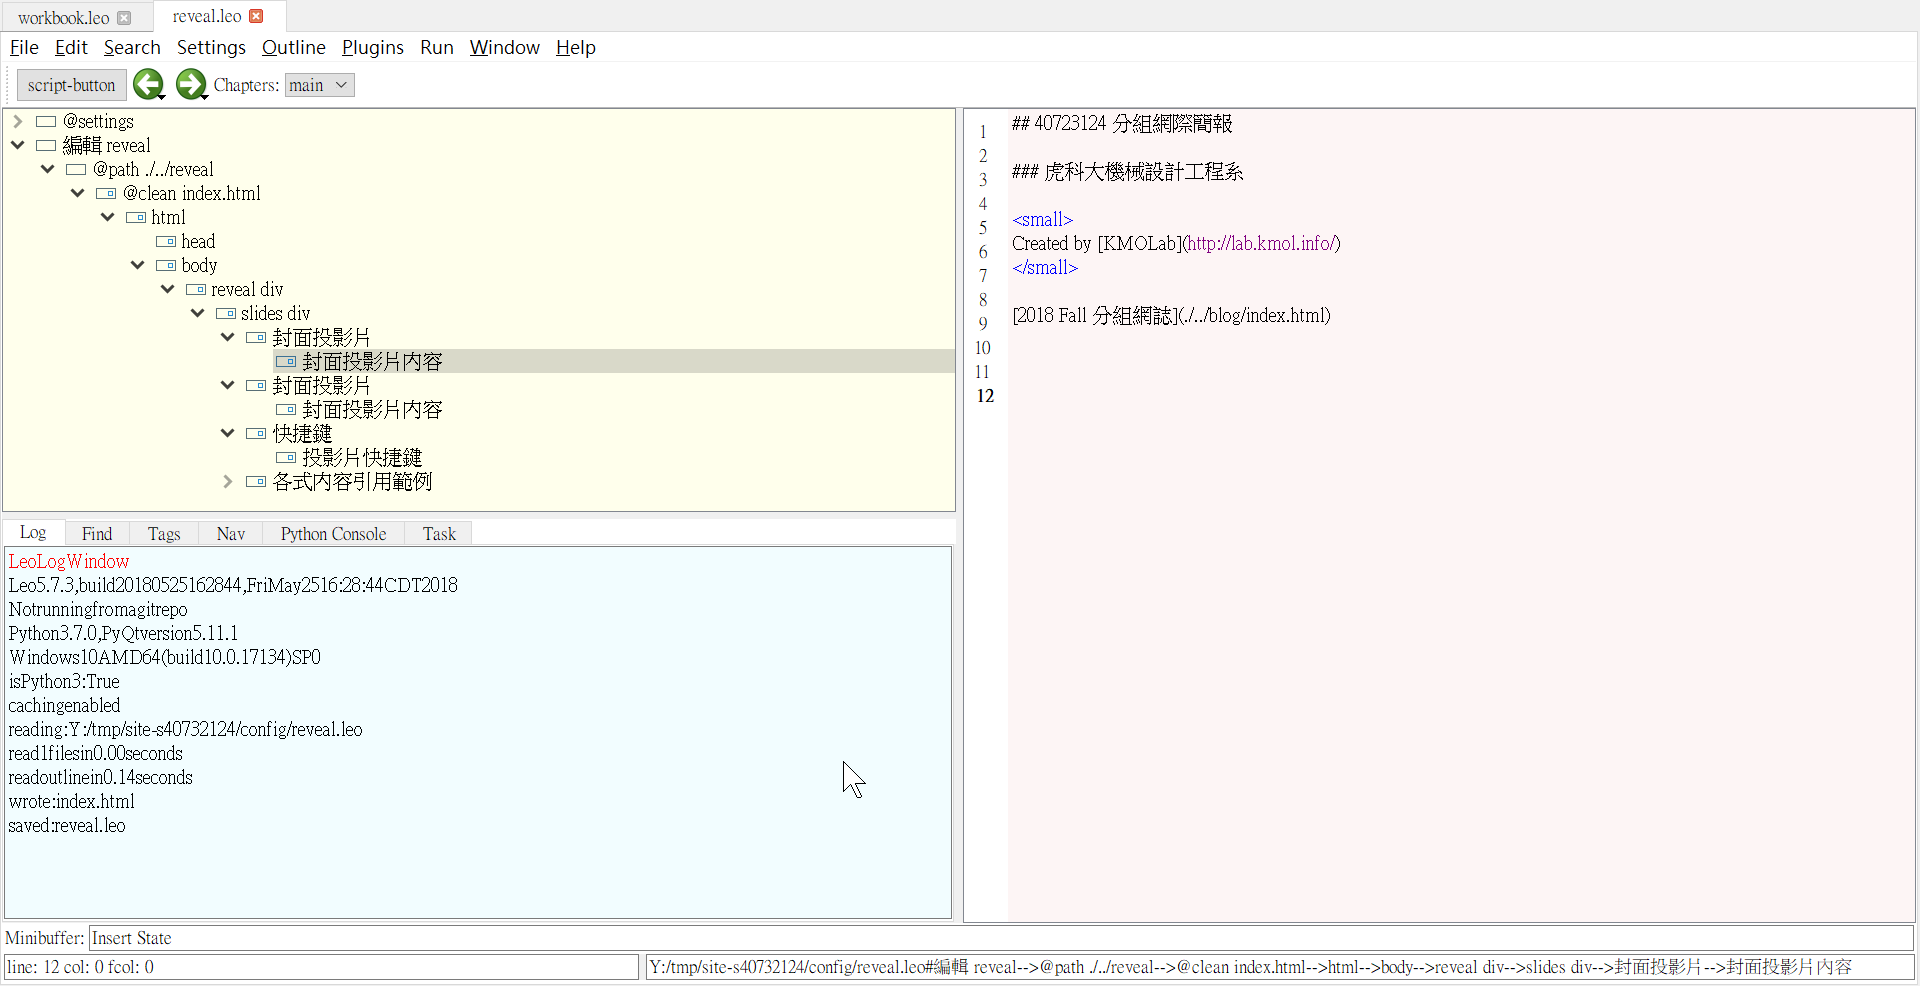 workbook.leo
reveal.leo
File Edit Search Settings Outline Plugins Run Window Help
script-button Chapters: main
@settings
編輯 reveal
@path ./../reveal
@clean index.html
html
head
body
reveal div
slides div
封面投影片
封面投影片內容
封面投影片
封面投影片內容
快捷鍵
投影片快捷鍵
各式內容引用範例
1
2
3
4
5
6
7
8
9
10
11
12
## 40723124 分組網際簡報
### 虎科大機械設計工程系
<small>
Created by [KMOLab](http://lab.kmol.info/)
</small>
[2018 Fall 分組網誌](./../blog/index.html)
Log Find Tags Nav Python Console Task
LeoLogWindow
Leo5.7.3,build20180525162844,FriMay2516:28:44CDT2018
Notrunningfromagitrepo
Python3.7.0,PyQtversion5.11.1
Windows10AMD64(build10.0.17134)SP0
isPython3:True
cachingenabled
reading:Y:/tmp/site-s40732124/config/reveal.leo
read1filesin0.00seconds
readoutlinein0.14seconds
wrote:index.html
saved:reveal.leo
Minibuffer: Insert State
line: 12 col: 0 fcol: 0
Y:/tmp/site-s40732124/config/reveal.leo#編輯 reveal-->@path ./../reveal-->@clean index.html-->html-->body-->reveal div-->slides div-->封面投影片-->封面投影片內容